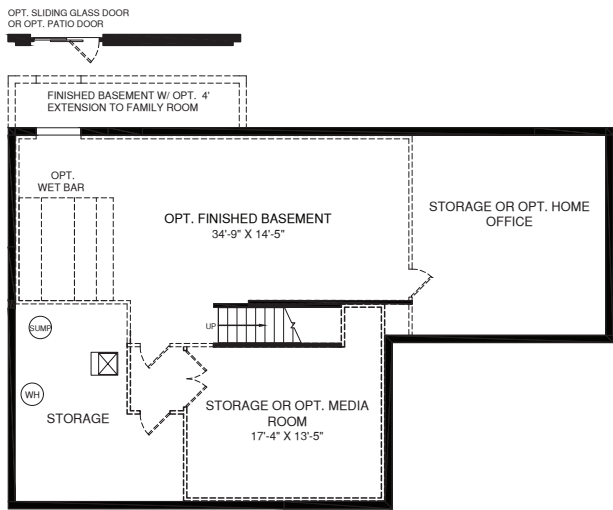 OPT. SLIDING GLASS DOOR
OR OPT. PATIO DOOR
FINISHED BASEMENT W/ OPT. 4'
EXTENSION TO FAMILY ROOM
OPT.
WET BAR
OPT. FINISHED BASEMENT
34'-9" X 14'-5"
STORAGE OR OPT. HOME
OFFICE
UP
SUMP
WH
STORAGE
STORAGE OR OPT. MEDIA
ROOM
17'-4" X 13'-5"